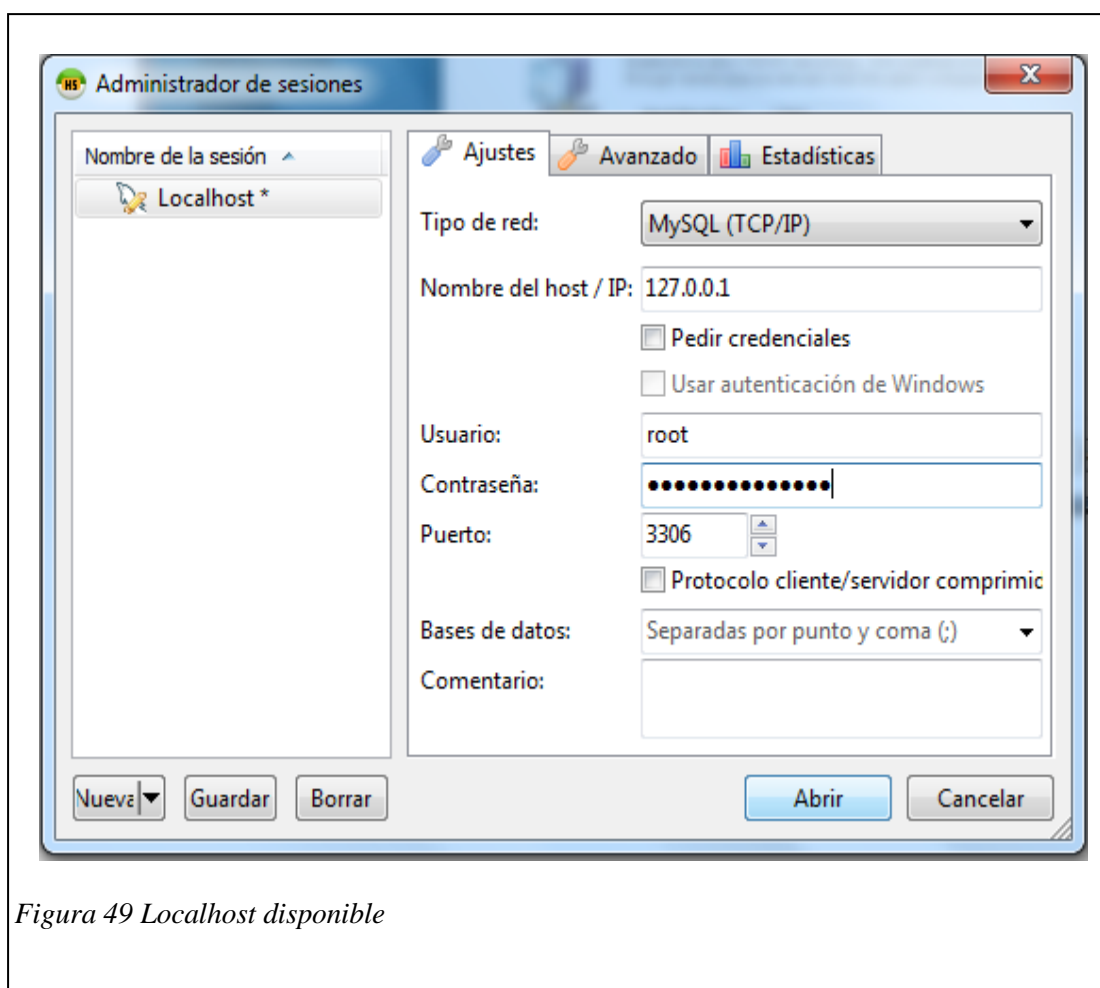 HS Administrador de sesiones
Nombre de la sesión
Localhost *
Ajustes Avanzado Estadísticas
Tipo de red: MySQL (TCP/IP)
Nombre del host / IP: 127.0.0.1
Pedir credenciales
Usar autenticación de Windows
Usuario: root
Contraseña: ●●●●●●●●●●●●●●
Puerto: 3306
Protocolo cliente/servidor comprimid
Bases de datos: Separadas por punto y coma (;)
Comentario:
Nueva Guardar Borrar Abrir Cancelar
Figura 49 Localhost disponible